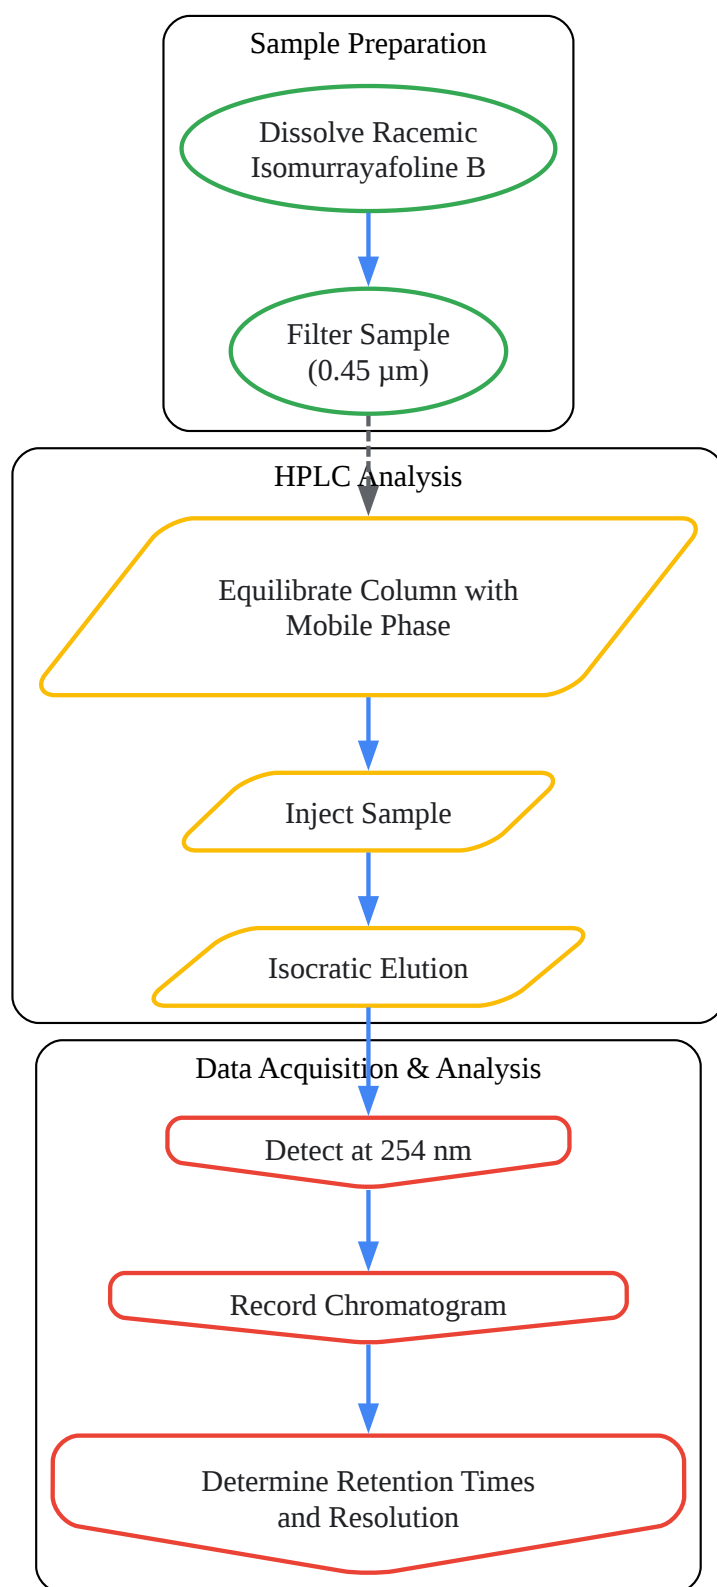 Sample Preparation
Dissolve Racemic
Isomurrayafoline B
Filter Sample
(0.45 µm)
HPLC Analysis
Equilibrate Column with
Mobile Phase
Inject Sample
Isocratic Elution
Data Acquisition & Analysis
Detect at 254 nm
Record Chromatogram
Determine Retention Times
and Resolution